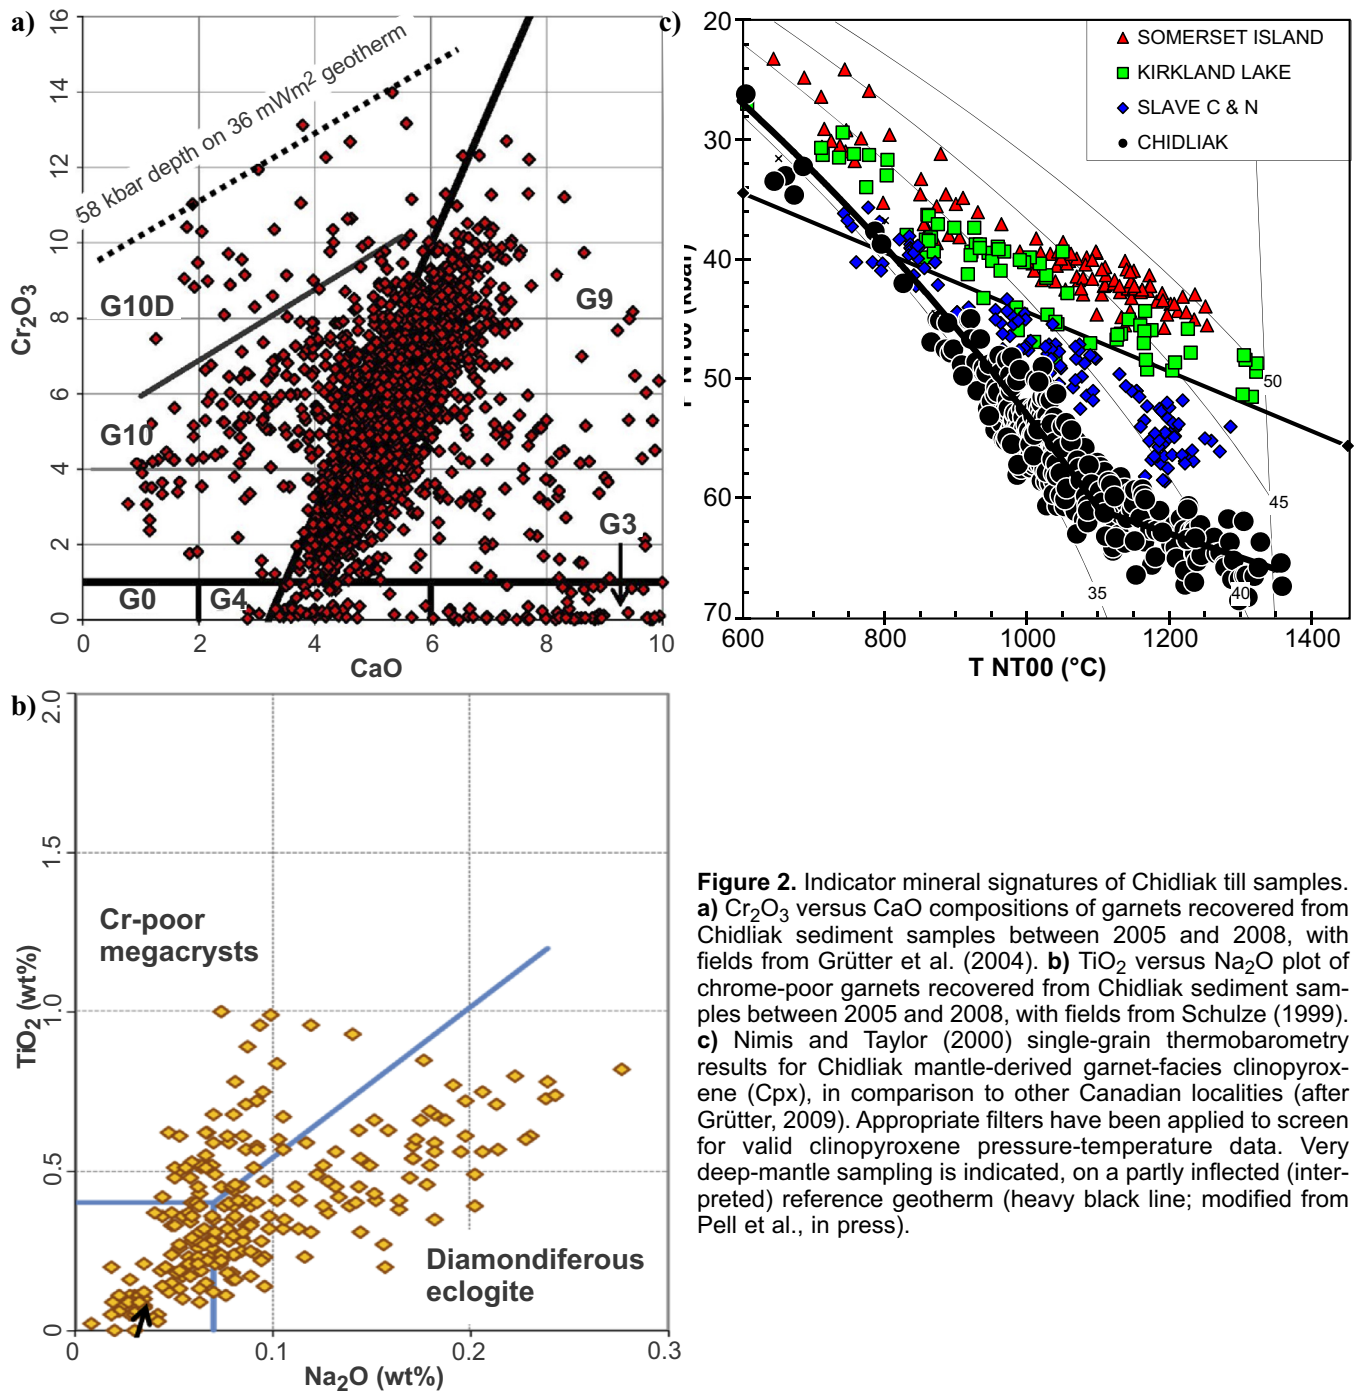 a)
16
14
12
10
8
6
4
2
0
Cr2O3
58 kbar depth on 36 mWm2 geotherm
G10D
G9
G10
G3
G0
G4
0
2
4
6
8
10
CaO
c)
20
30
40
50
60
70
P NT00 (kbar)
SOMERSET ISLAND
KIRKLAND LAKE
SLAVE C & N
CHIDLIAK
50
45
35
40
600
800
1000
1200
1400
T NT00 (°C)
b)
2.0
1.5
1.0
0.5
0
TiO2 (wt%)
Cr-poor
megacrysts
Diamondiferous
eclogite
0
0.1
0.2
0.3
Na2O (wt%)
Figure 2. Indicator mineral signatures of Chidliak till samples.
a) Cr2O3 versus CaO compositions of garnets recovered from
Chidliak sediment samples between 2005 and 2008, with
fields from Grütter et al. (2004). b) TiO2 versus Na2O plot of
chrome-poor garnets recovered from Chidliak sediment sam-
ples between 2005 and 2008, with fields from Schulze (1999).
c) Nimis and Taylor (2000) single-grain thermobarometry
results for Chidliak mantle-derived garnet-facies clinopyrox-
ene (Cpx), in comparison to other Canadian localities (after
Grütter, 2009). Appropriate filters have been applied to screen
for valid clinopyroxene pressure-temperature data. Very
deep-mantle sampling is indicated, on a partly inflected (inter-
preted) reference geotherm (heavy black line; modified from
Pell et al., in press).